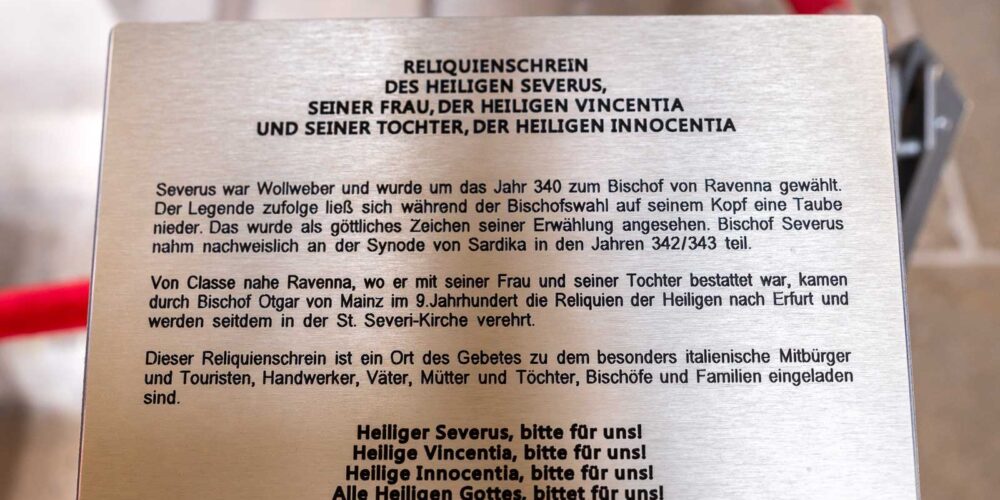 RELIQUIENSCHREIN
DES HEILIGEN SEVERUS,
SEINER FRAU, DER HEILIGEN VINCENTIA
UND SEINER TOCHTER, DER HEILIGEN INNOCENTIA
Severus war Wollweber und wurde um das Jahr 340 zum Bischof von Ravenna gewählt.
Der Legende zufolge ließ sich während der Bischofswahl auf seinem Kopf eine Taube
nieder. Das wurde als göttliches Zeichen seiner Erwählung angesehen. Bischof Severus
nahm nachweislich an der Synode von Sardika in den Jahren 342/343 teil.
Von Classe nahe Ravenna, wo er mit seiner Frau und seiner Tochter bestattet war, kamen
durch Bischof Otgar von Mainz im 9.Jahrhundert die Reliquien der Heiligen nach Erfurt und
werden seitdem in der St. Severi-Kirche verehrt.
Dieser Reliquienschrein ist ein Ort des Gebetes zu dem besonders italienische Mitbürger
und Touristen, Handwerker, Väter, Mütter und Töchter, Bischöfe und Familien eingeladen
sind.
Heiliger Severus, bitte für uns!
Heilige Vincentia, bitte für uns!
Heilige Innocentia, bitte für uns!
Alle Heiligen Gottes, bittet für uns!